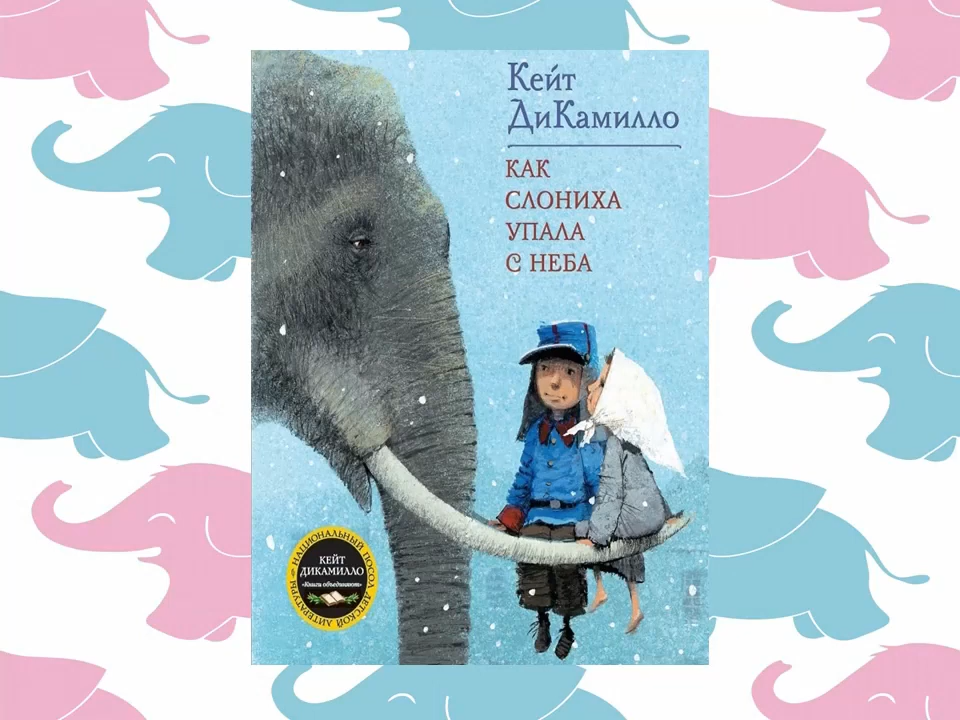 Кейт
ДиКамилло
КАК
СЛОНИХА
УПАЛА
С НЕБА
НАЦИОНАЛЬНЫЙ ПОСОЛ ДЕТСКОЙ ЛИТЕРАТУРЫ
КЕЙТ
ДИКАМИЛЛО
«Книги объединяют»